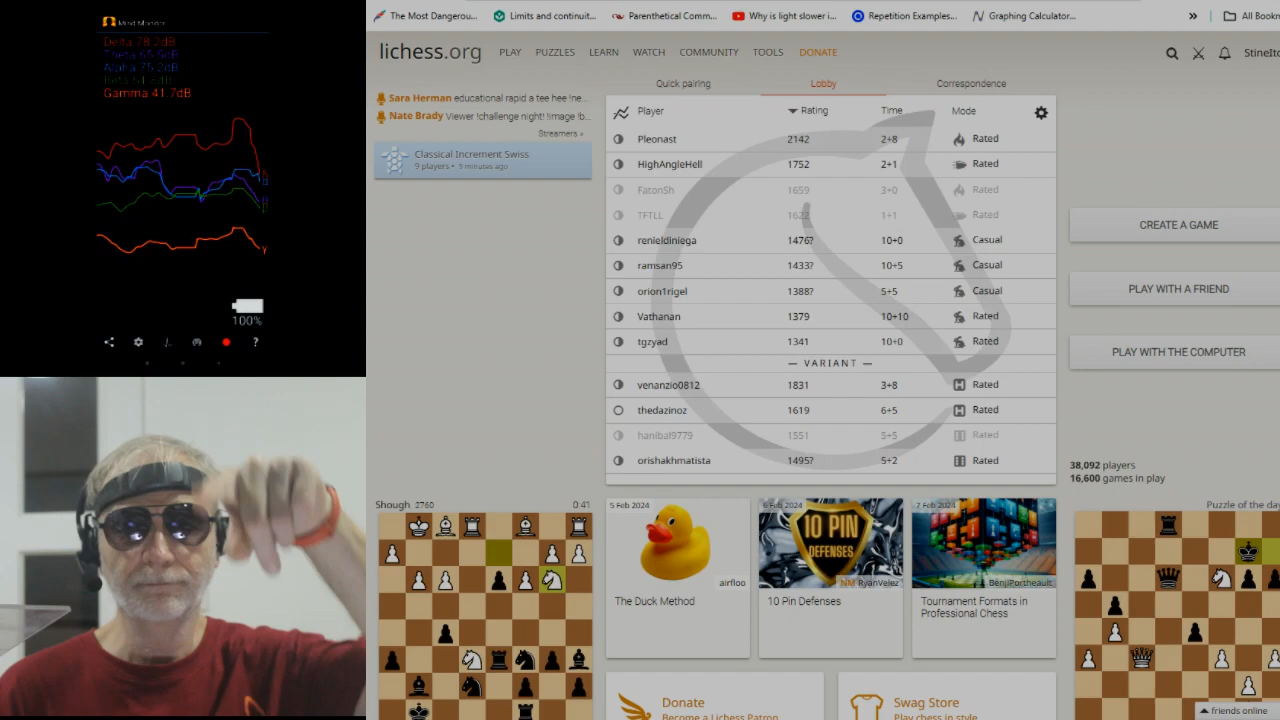 Mind Monitor
Delta 78.2dB
Alpha 75.2dB
Gamma 41.7dB
100%
?
The Most Dangerou...
Limits and continuit...
Parenthetical Comm...
Why is light slower i...
Repetition Examples...
Graphing Calculator...
»
All Book
lichess.org
PLAY
PUZZLES
LEARN
WATCH
COMMUNITY
TOOLS
DONATE
Quick pairing
Lobby
Correspondence
Sara Herman educational rapid a tee hee !ne...
Nate Brady Viewer !challenge night! !image !b...
Streamers »
Classical Increment Swiss
9 players • 9 minutes ago
Player Rating Time Mode
Pleonast 2142 2+8 Rated
HighAngleHell 1752 2+1 Rated
FatonSh 1659 3+0 Rated
TFTLL 1622 1+1 Rated
renieldiniega 1476? 10+0 Casual
ramsan95 1433? 10+5 Casual
orion1rigel 1388? 5+5 Casual
Vathanan 1379 10+10 Rated
tgzyad 1341 10+0 Rated
— VARIANT —
venanzio0812 1831 3+8 Rated
thedazinoz 1619 6+5 Rated
hanibal9779 1551 5+5 Rated
orishakhmatista 1495? 5+2 Rated
CREATE A GAME
PLAY WITH A FRIEND
PLAY WITH THE COMPUTER
38,092 players
16,600 games in play
Shough 2760
0:41
5 Feb 2024
airfloo
The Duck Method
6 Feb 2024
10 PIN
DEFENSES
NM RyanVelez
10 Pin Defenses
7 Feb 2024
BenjiPortheault
Tournament Formats in
Professional Chess
Puzzle of the da
Donate
Become a Lichess Patron
Swag Store
Play chess in style
friends online